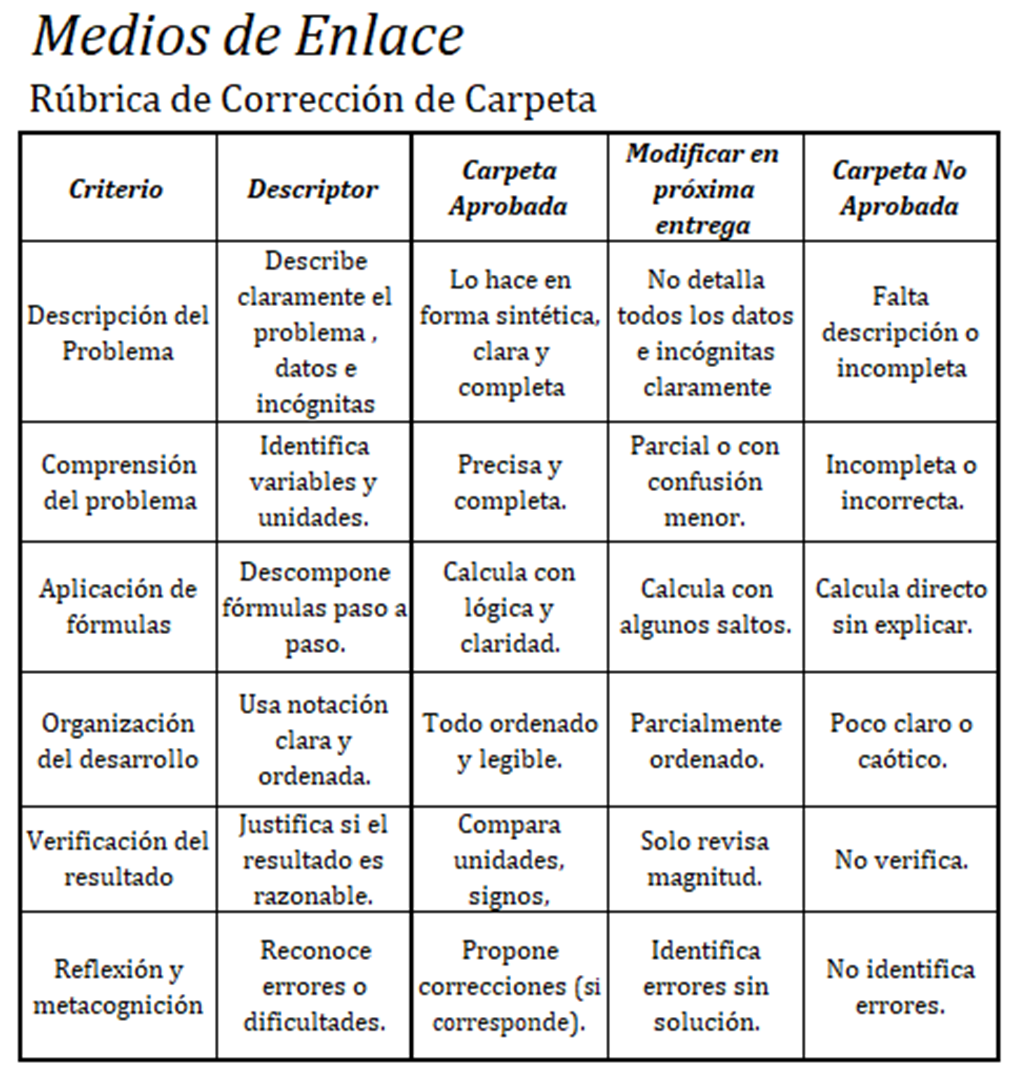 Medios de Enlace
Rúbrica de Corrección de Carpeta
Criterio
Descriptor
Carpeta
Aprobada
Modificar en
próxima
entrega
Carpeta No
Aprobada
Descripción del
Problema
Describe
claramente el
problema ,
datos e
incógnitas
Lo hace en
forma sintética,
clara y
completa
No detalla
todos los datos
e incógnitas
claramente
Falta
descripción o
incompleta
Comprensión
del problema
Identifica
variables y
unidades.
Precisa y
completa.
Parcial o con
confusión
menor.
Incompleta o
incorrecta.
Aplicación de
fórmulas
Descompone
fórmulas paso a
paso.
Calcula con
lógica y
claridad.
Calcula con
algunos saltos.
Calcula directo
sin explicar.
Organización
del desarrollo
Usa notación
clara y
ordenada.
Todo ordenado
y legible.
Parcialmente
ordenado.
Poco claro o
caótico.
Verificación del
resultado
Justifica si el
resultado es
razonable.
Compara
unidades,
signos,
Solo revisa
magnitud.
No verifica.
Reflexión y
metacognición
Reconoce
errores o
dificultades.
Propone
correcciones (si
corresponde).
Identifica
errores sin
solución.
No identifica
errores.